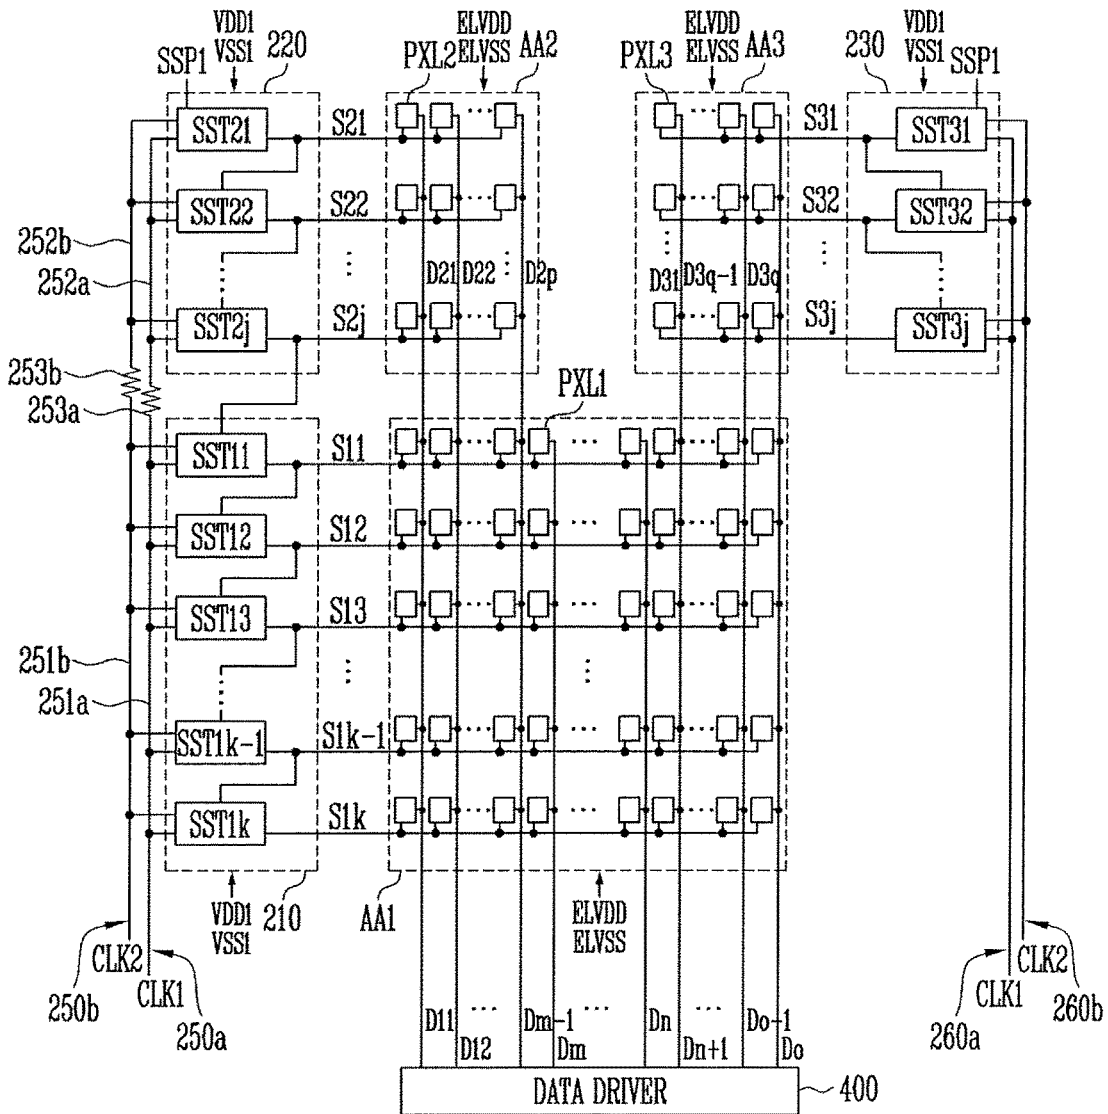 VDD1
VSS1
220
SSP1
ELVDD
ELVSS
PXL2
AA2
ELVDD
ELVSS
PXL3
AA3
VDD1
VSS1
230
SSP1
SST21
S21
S31
SST31
SST22
S22
S32
SST32
252b
252a
D21
D22
D2p
D31
D3q-1
D3q
SST2j
S2j
S3j
SST3j
253b
253a
PXL1
SST11
S11
SST12
S12
SST13
S13
251b
251a
SST1k-1
S1k-1
SST1k
S1k
VDD1
VSS1
210
AA1
ELVDD
ELVSS
CLK2
CLK1
250b
250a
CLK2
CLK1
260a
260b
D11
D12
Dm-1
Dm
Dn
Dn+1
Do-1
Do
DATA DRIVER
400